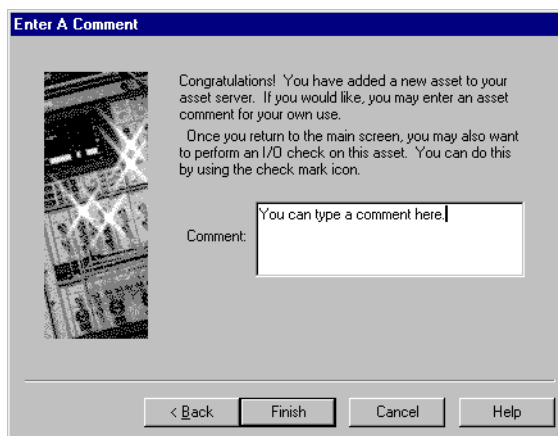 Enter A Comment
Congratulations!  You have added a new asset to your
asset server.  If you would like, you may enter an asset
comment for your own use.
Once you return to the main screen, you may also want
to perform an I/O check on this asset.  You can do this
by using the check mark icon.
You can type a comment here.
Comment:
< Back
Finish
Cancel
Help